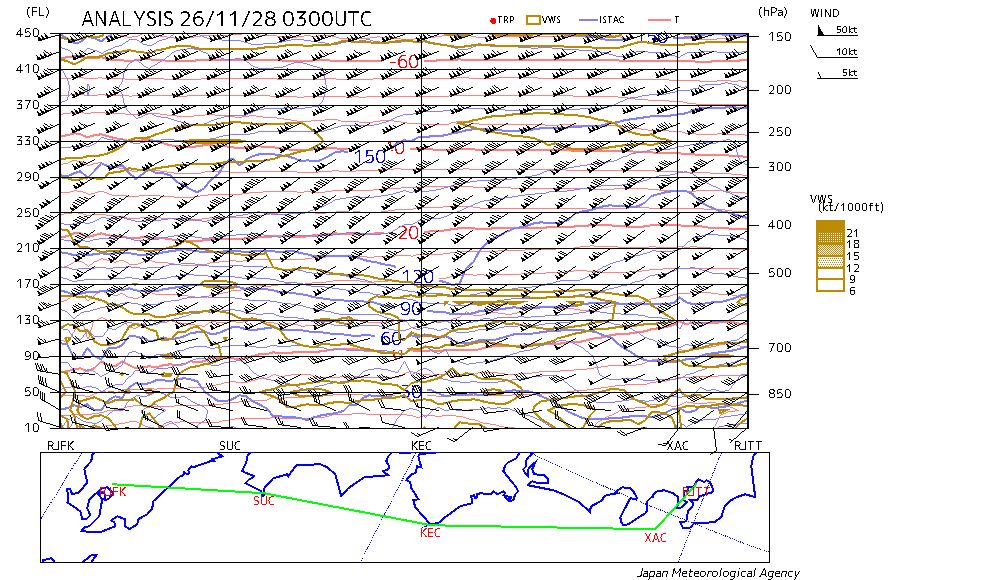 (FL)
ANALYSIS 26/11/28 0300UTC
TRP VWS ISTAC T
(hPa)
WIND
50kt
10kt
5kt
450
410
370
330
290
250
210
170
130
90
50
10
150
200
250
300
400
500
700
850
-60
150
-20
120
90
60
VWS
(kt/1000ft)
21
18
15
12
9
6
RJFK SUC KEC XAC RJTT
RJFK
SUC
KEC
XAC
RJTT
Japan Meteorological Agency